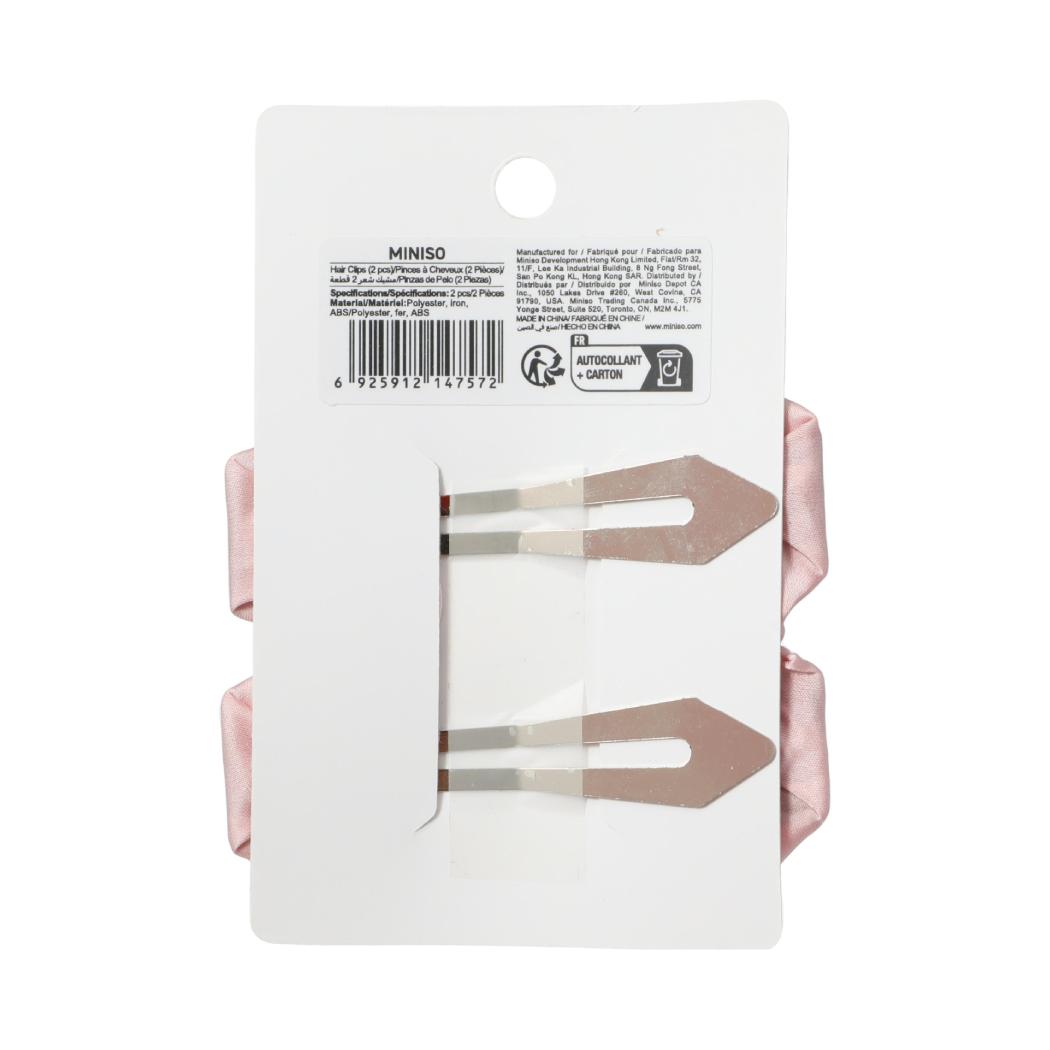 MINISO
Hair Clips (2 pcs)/Pinces à Cheveux (2 Pièces)/
مشبك شعر 2 قطعة/Pinzas de Pelo (2 Piezas)
Specifications/Spécifications: 2 pcs/2 Pièces
Material/Matériel:Polyester, iron,
ABS/Polyester, fer, ABS
6 925912 147572
Manufactured for / Fabriqué pour / Fabricado para
Miniso Development Hong Kong Limited, Flat/Rm 32,
11/F, Lee Ka Industrial Building, 8 Ng Fong Street,
San Po Kong KL, Hong Kong SAR. Distributed by /
Distribués par / Distribuido por Miniso Depot CA
Inc., 1050 Lakes Drive #260, West Covina, CA
91790, USA. Miniso Trading Canada Inc., 5775
Yonge Street, Suite 520, Toronto, ON, M2M 4J1.
MADE IN CHINA/ FABRIQUÉ EN CHINE /
صنع في الصين/ HECHO EN CHINA www.miniso.com
FR
AUTOCOLLANT
+ CARTON